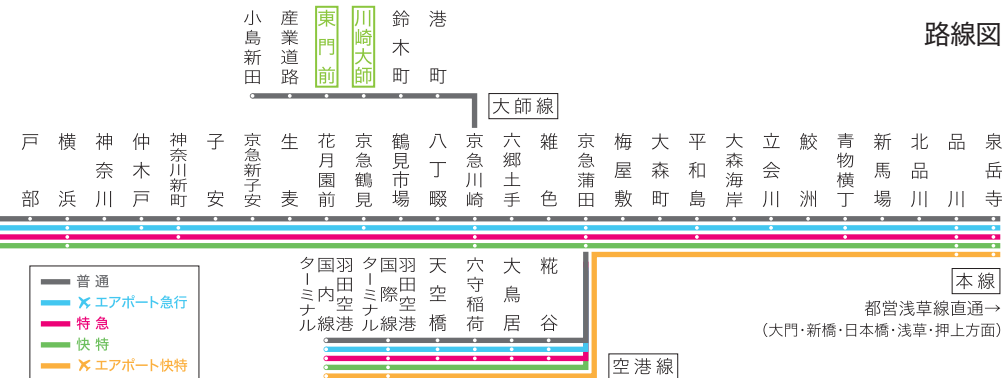 路線図
小島新田
産業道路
東門前
川崎大師
鈴木町
港町
大師線
戸部
横浜
神奈川
仲木戸
神奈川新町
子安
京急新子安
生麦
花月園前
京急鶴見
鶴見市場
八丁畷
京急川崎
六郷土手
雑色
京急蒲田
梅屋敷
大森町
平和島
大森海岸
立会川
鮫洲
青物横丁
新馬場
北品川
品川
泉岳寺
羽田空港
国内線
ターミナル
羽田空港
国際線
ターミナル
天空橋
穴守稲荷
大鳥居
糀谷
普通
エアポート急行
特急
快特
エアポート快特
本線
都営浅草線直通→
(大門・新橋・日本橋・浅草・押上方面)
空港線